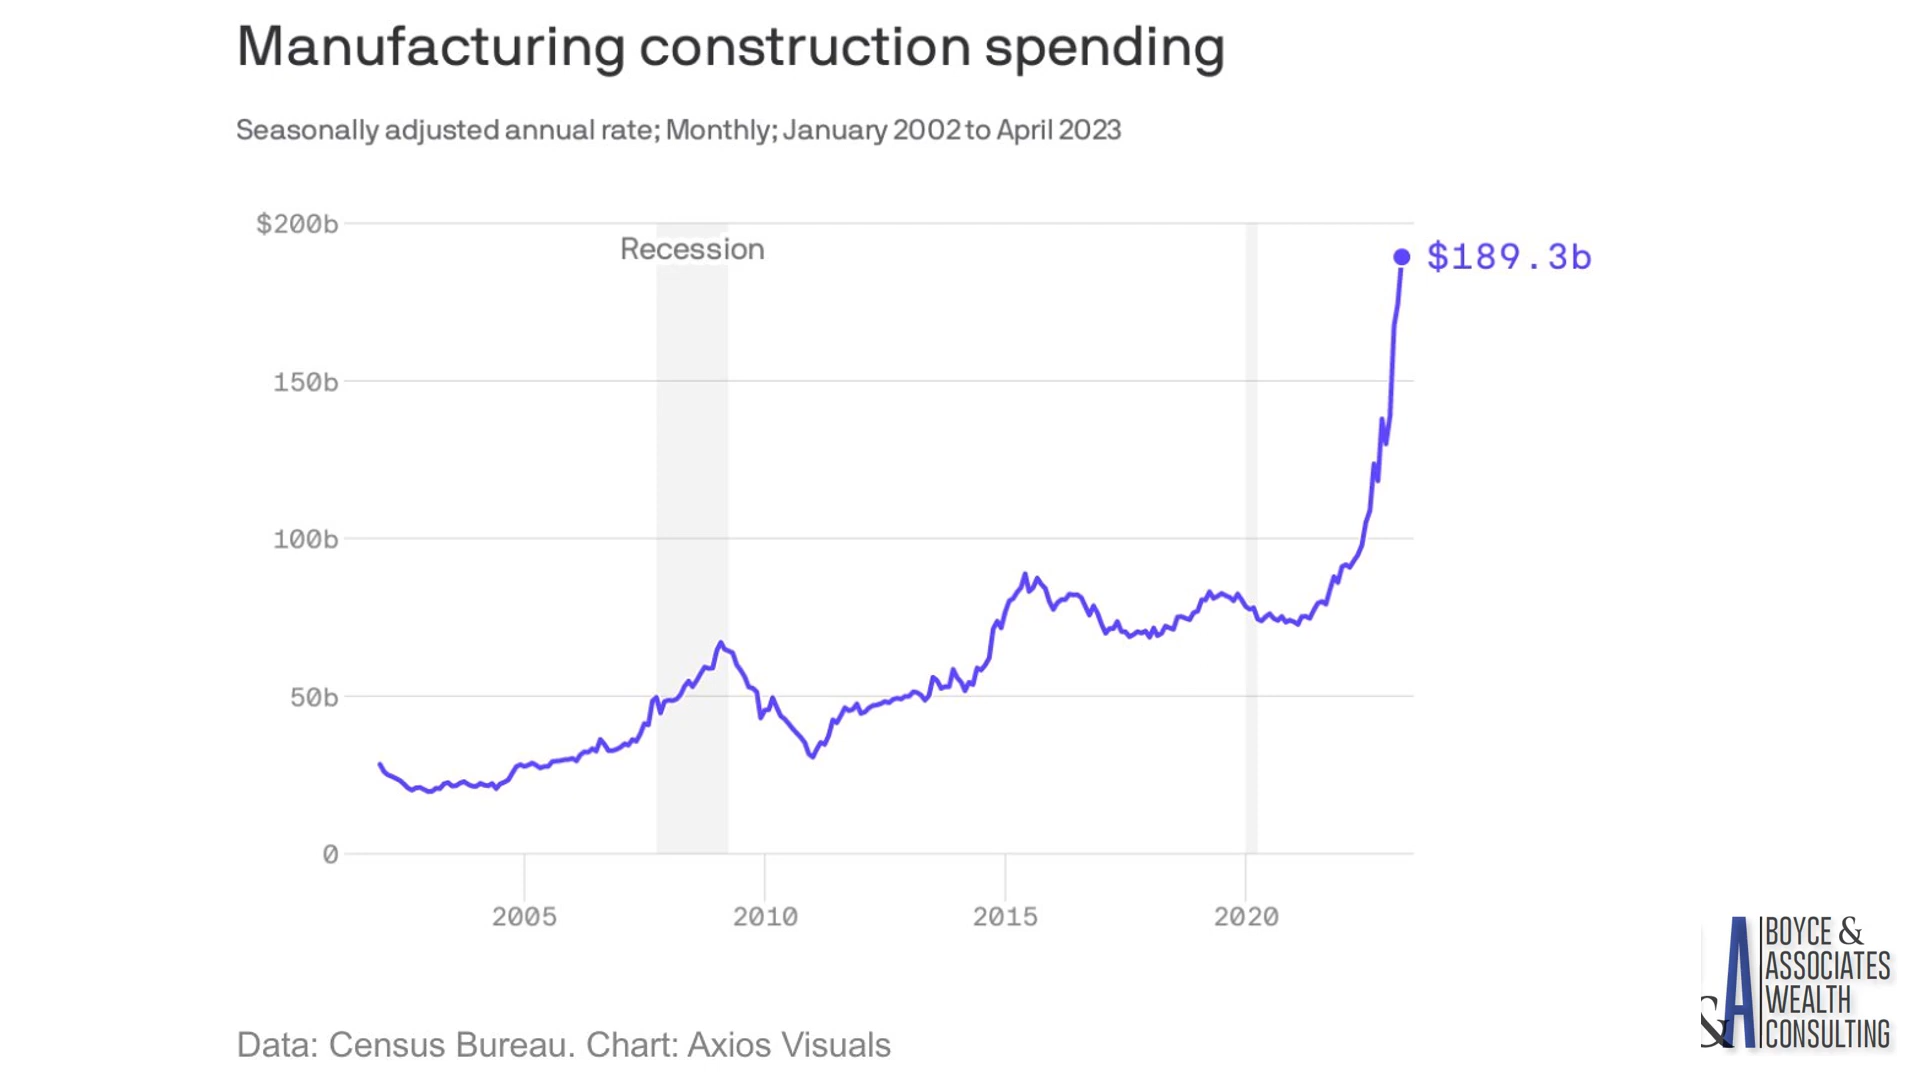 Manufacturing construction spending
Seasonally adjusted annual rate; Monthly; January 2002 to April 2023
$200b
Recession
$189.3b
150b
100b
50b
0
2005 2010 2015 2020
Data: Census Bureau. Chart: Axios Visuals
&A
BOYCE &
ASSOCIATES
WEALTH
CONSULTING